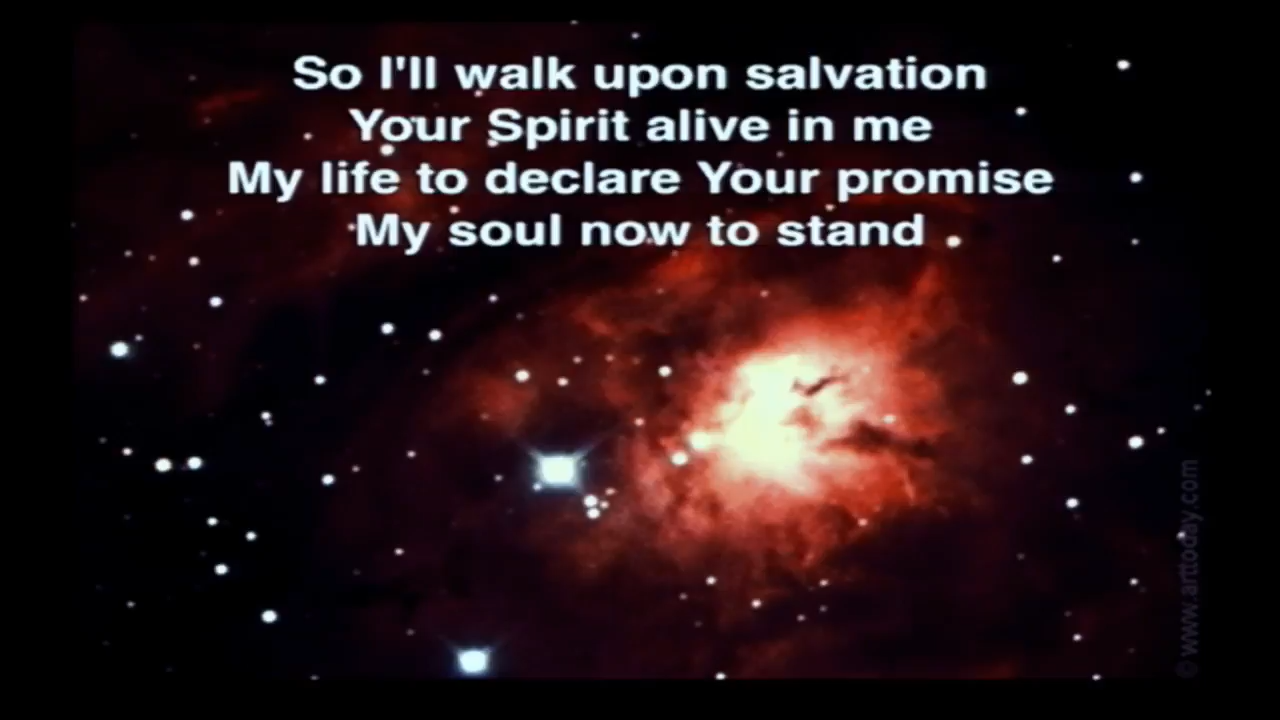 So I'll walk upon salvation
Your Spirit alive in me
My life to declare Your promise
My soul now to stand
© www.arttoday.com